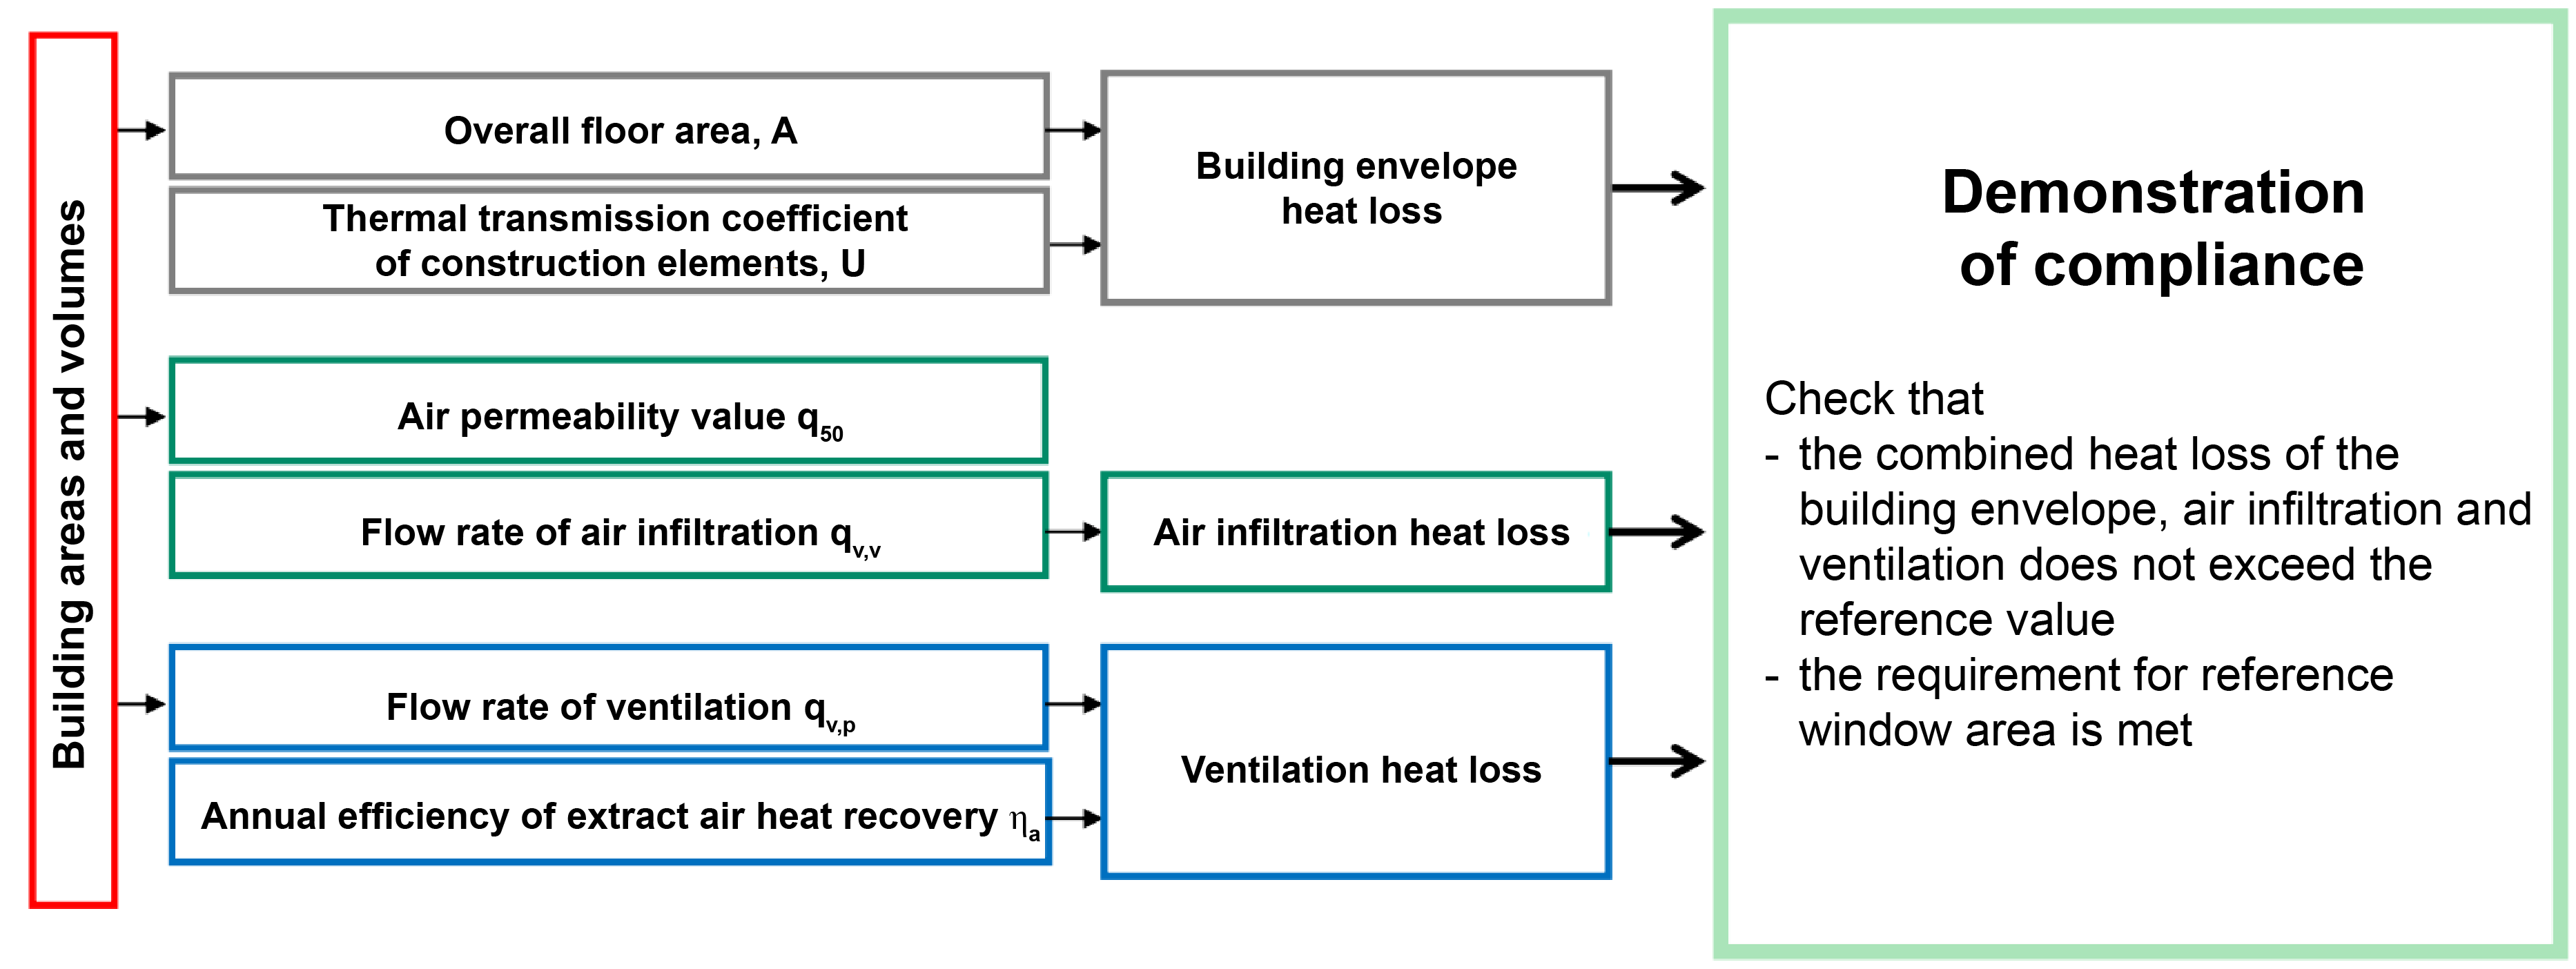 Building areas and volumes
Overall floor area, A
Thermal transmission coefficient
of construction elements, U
Building envelope
heat loss
Air permeability value q50
Flow rate of air infiltration qv,v
Air infiltration heat loss
Flow rate of ventilation qv,p
Annual efficiency of extract air heat recovery ηa
Ventilation heat loss
Demonstration
of compliance
Check that
- the combined heat loss of the
building envelope, air infiltration and
ventilation does not exceed the
reference value
- the requirement for reference
window area is met